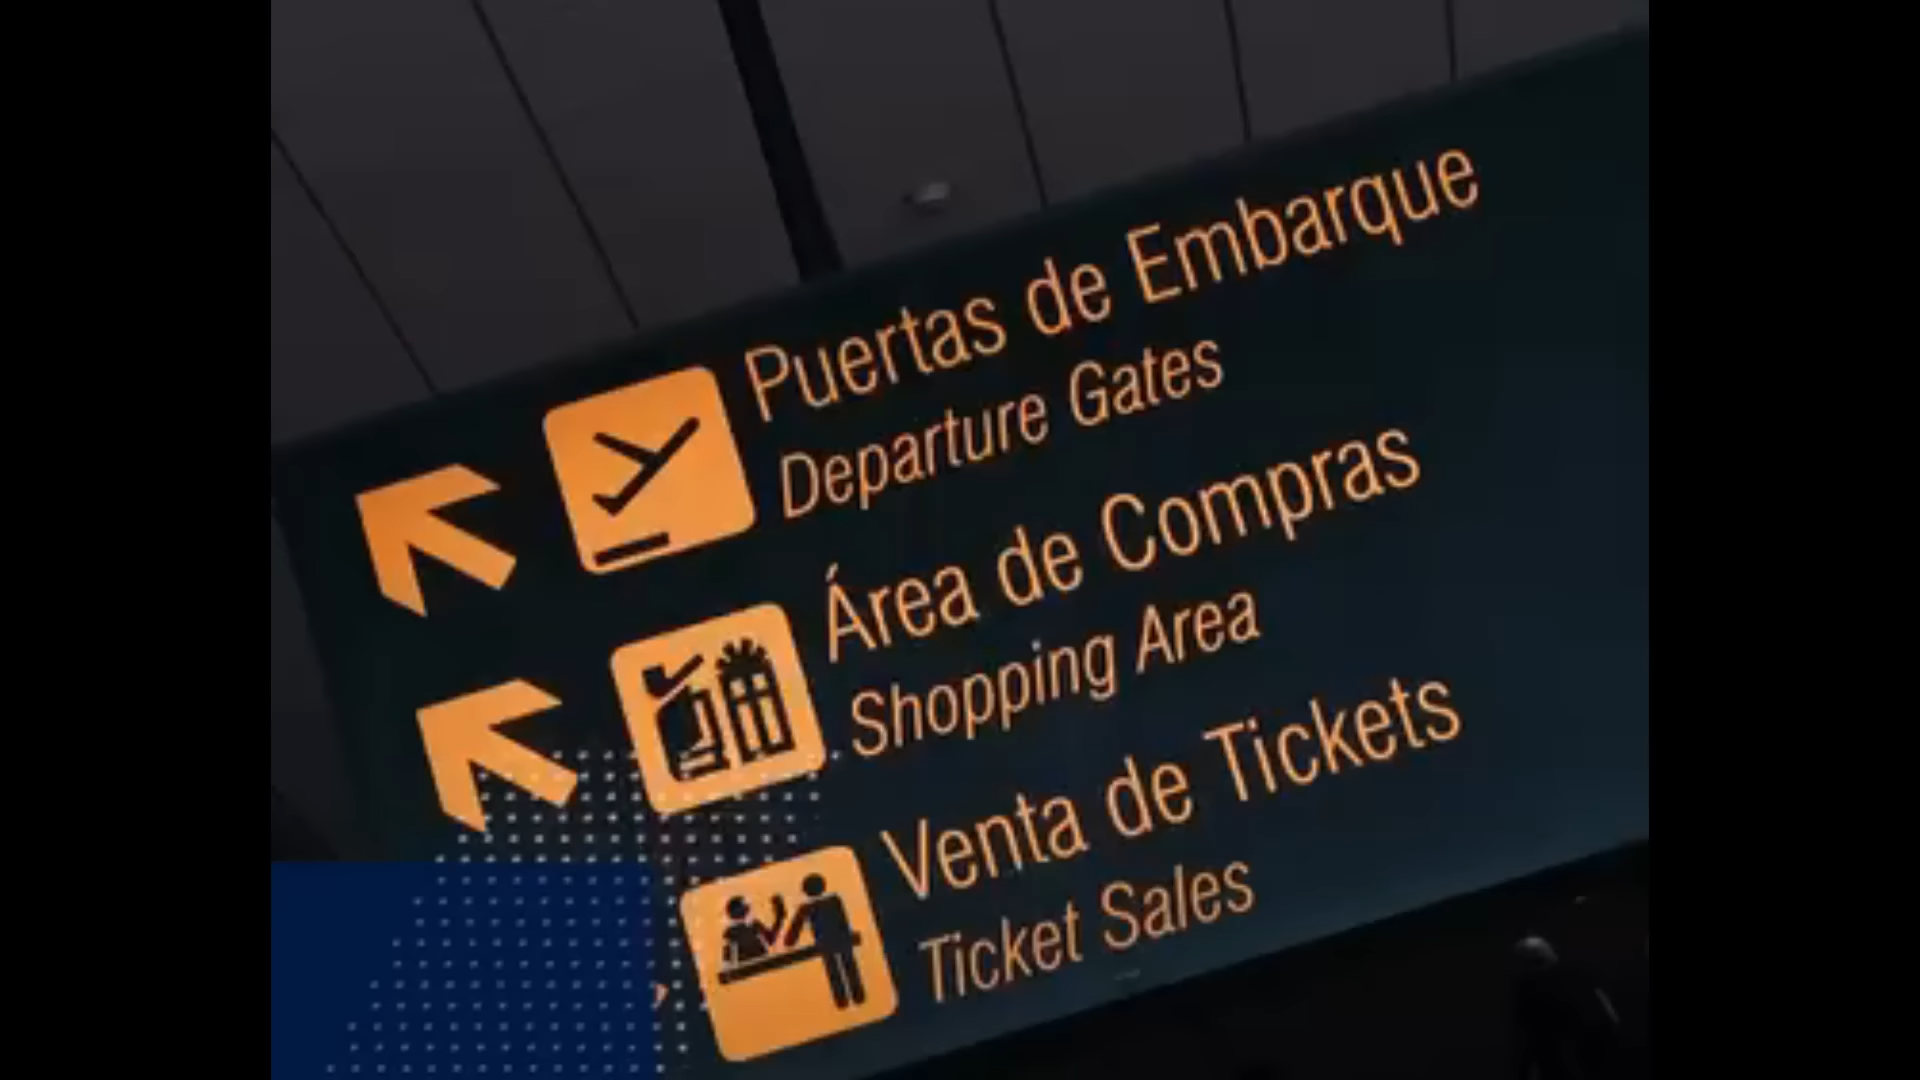 Puertas de Embarque
Departure Gates
Área de Compras
Shopping Area
Venta de Tickets
Ticket Sales